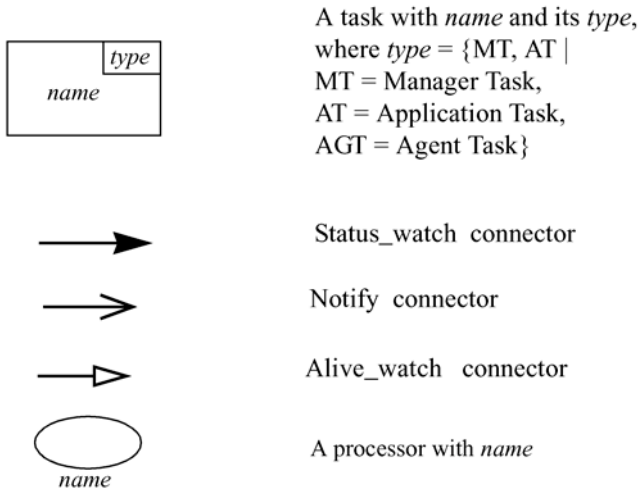 type
name
A task with name and its type,
where type = {MT, AT |
MT = Manager Task,
AT = Application Task,
AGT = Agent Task}
Status_watch connector
Notify connector
Alive_watch connector
name
A processor with name